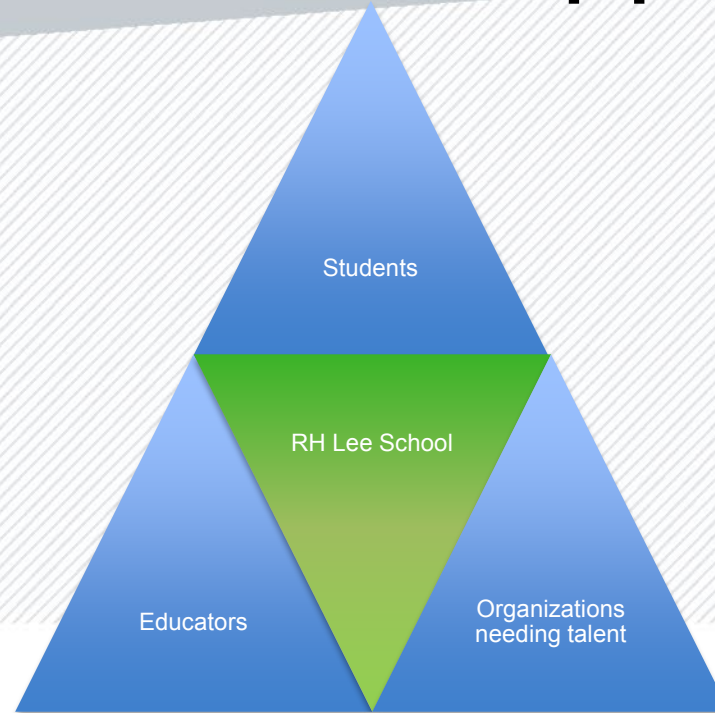 Students
RH Lee School
Educators
Organizations
needing talent